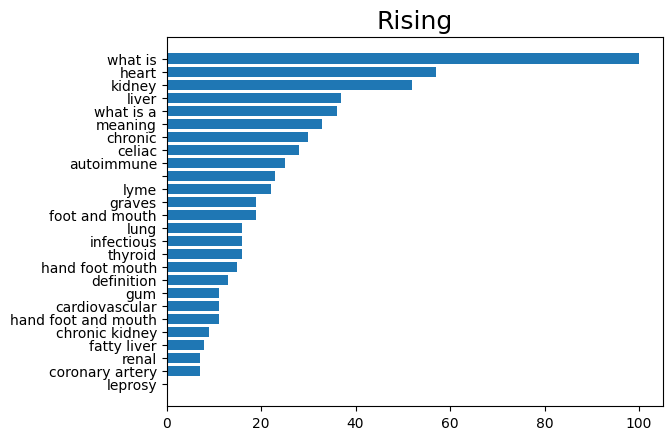 Rising
what is
heart
kidney
liver
what is a
meaning
chronic
celiac
autoimmune
lyme
graves
foot and mouth
lung
infectious
thyroid
hand foot mouth
definition
gum
cardiovascular
hand foot and mouth
chronic kidney
fatty liver
renal
coronary artery
leprosy
0 20 40 60 80 100